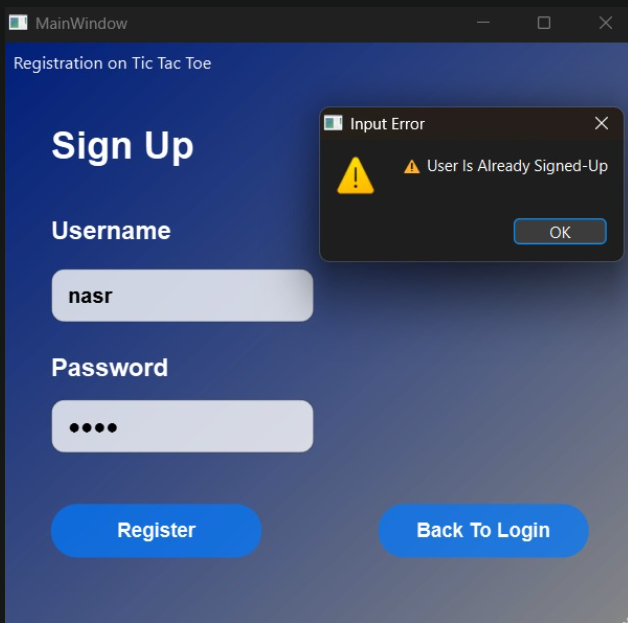 MainWindow
Registration on Tic Tac Toe
Input Error
Sign Up
⚠ User Is Already Signed-Up
OK
Username
nasr
Password
●●●●
Register
Back To Login